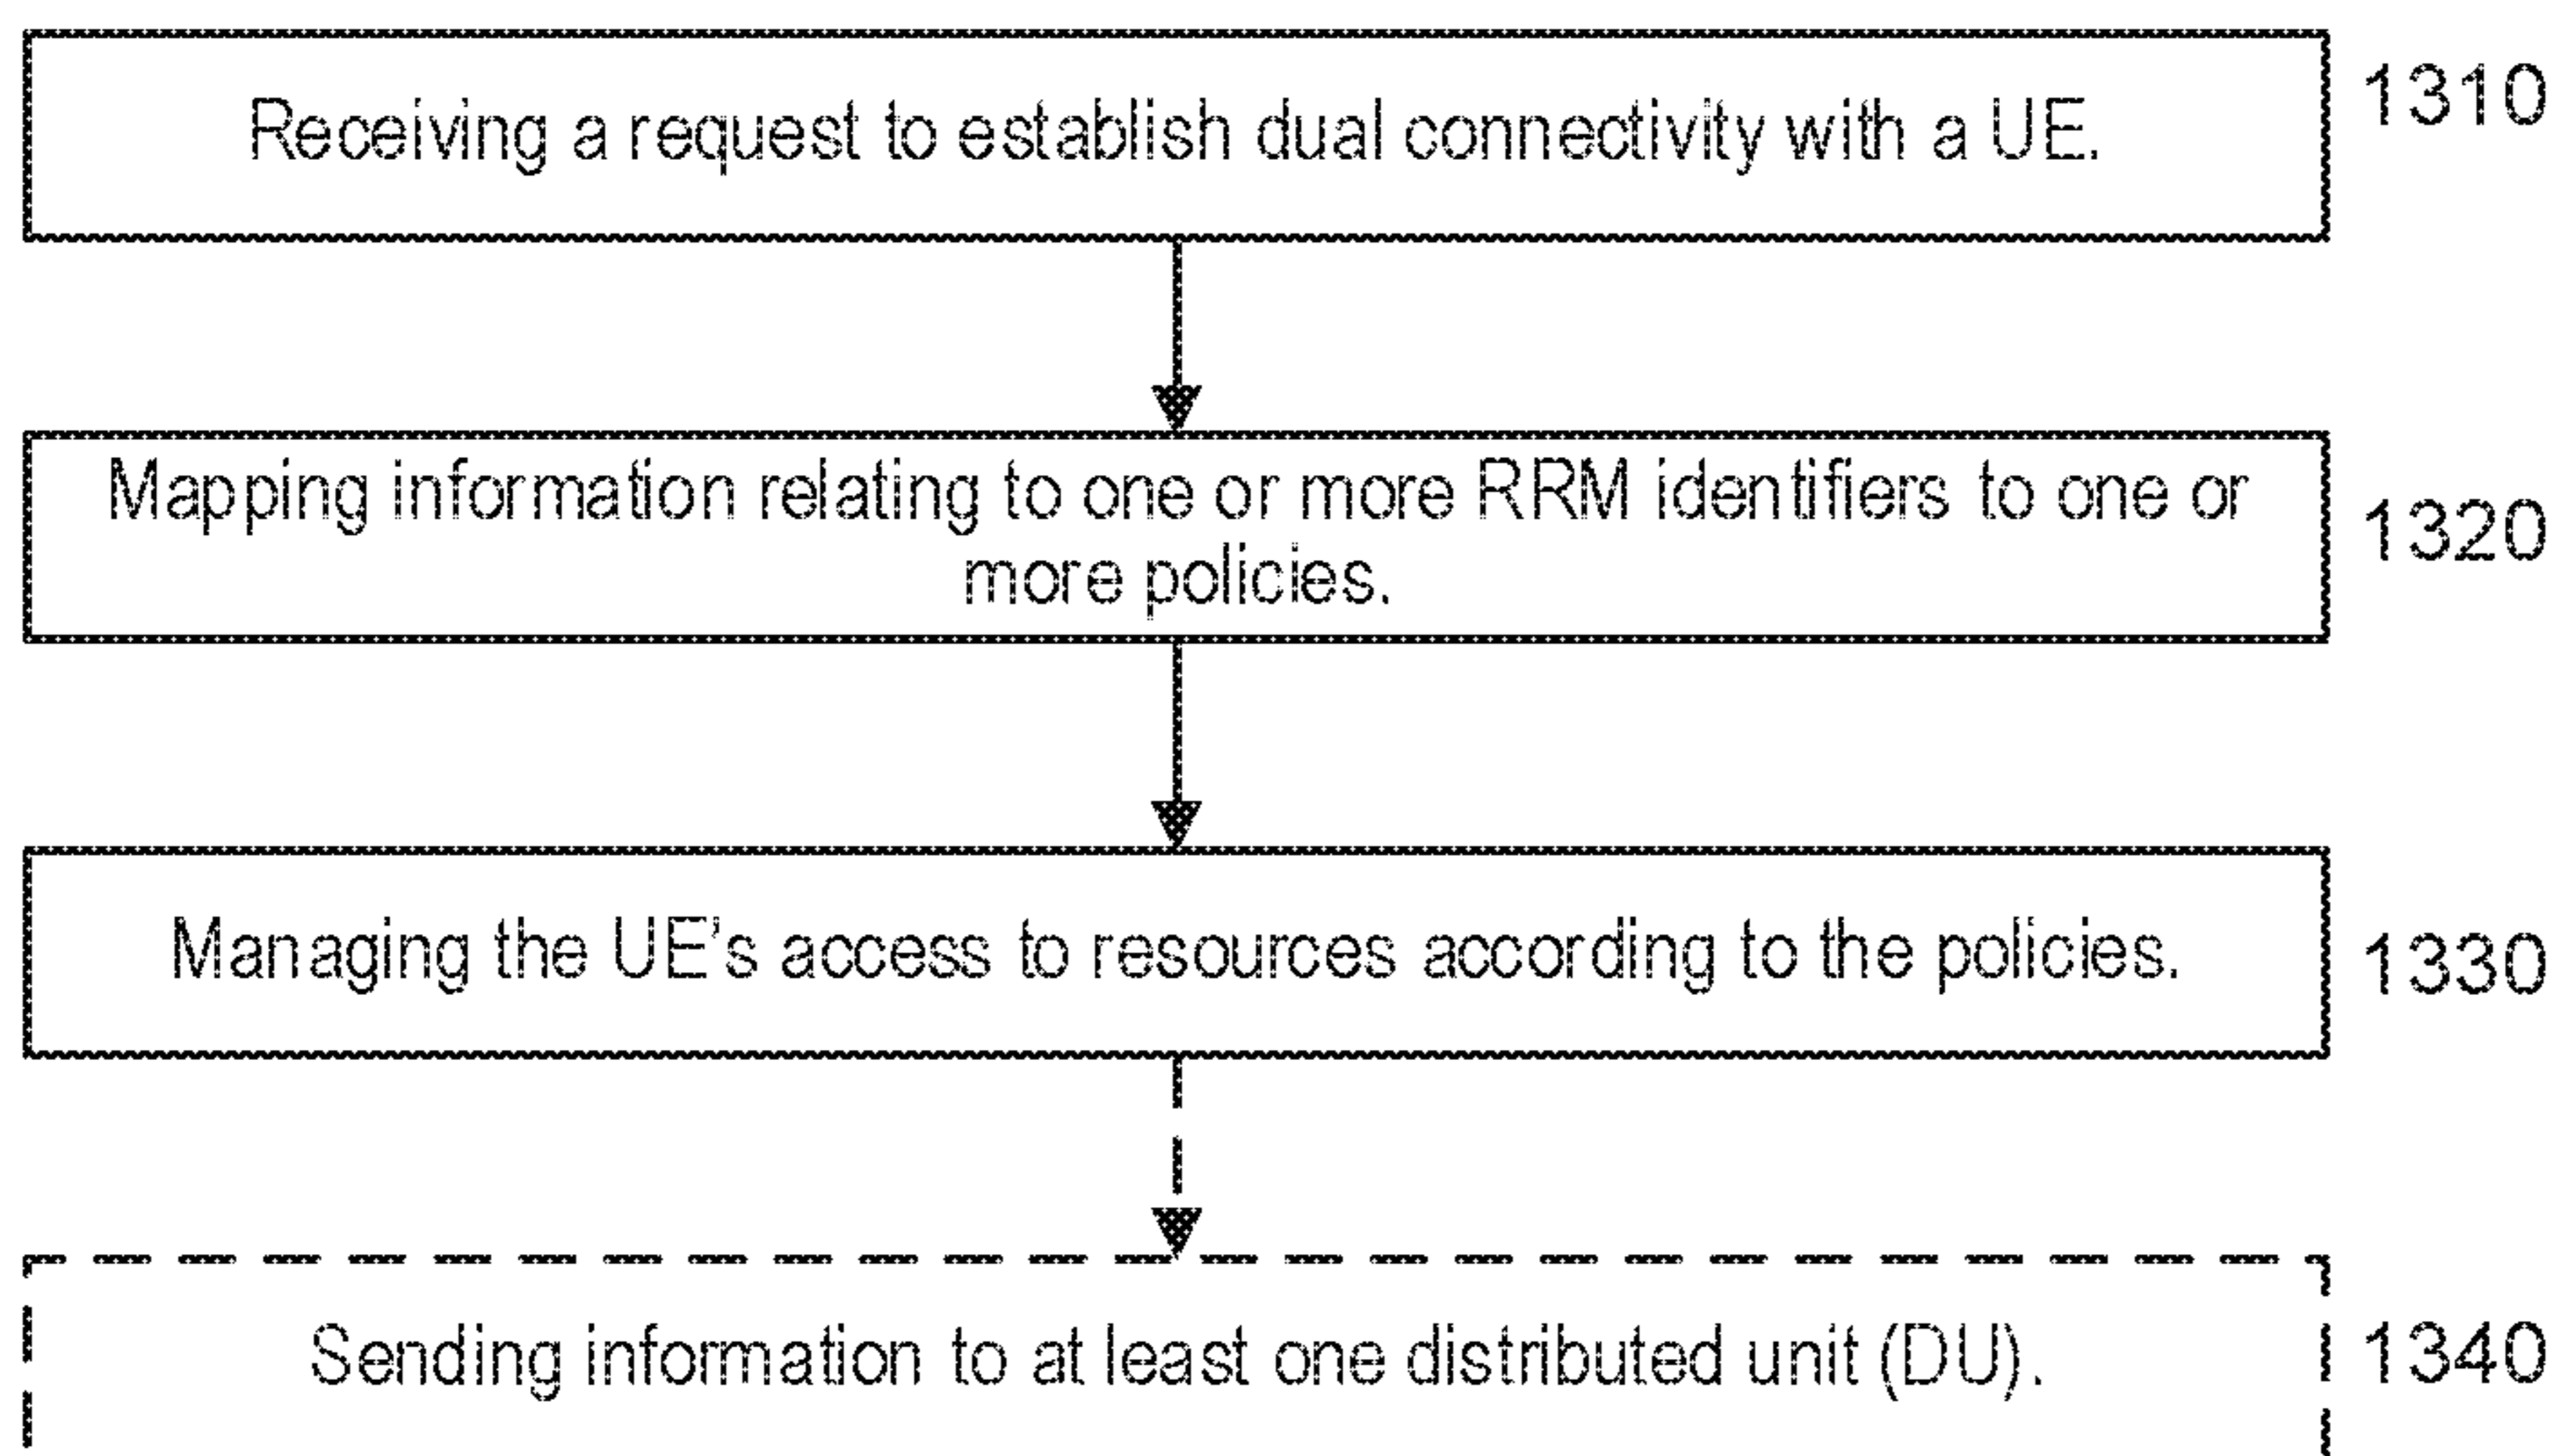 Receiving a request to establish dual connectivity with a UE.
1310
Mapping information relating to one or more RRM identifiers to one or
more policies.
1320
Managing the UE's access to resources according to the policies.
1330
Sending information to at least one distributed unit (DU).
1340